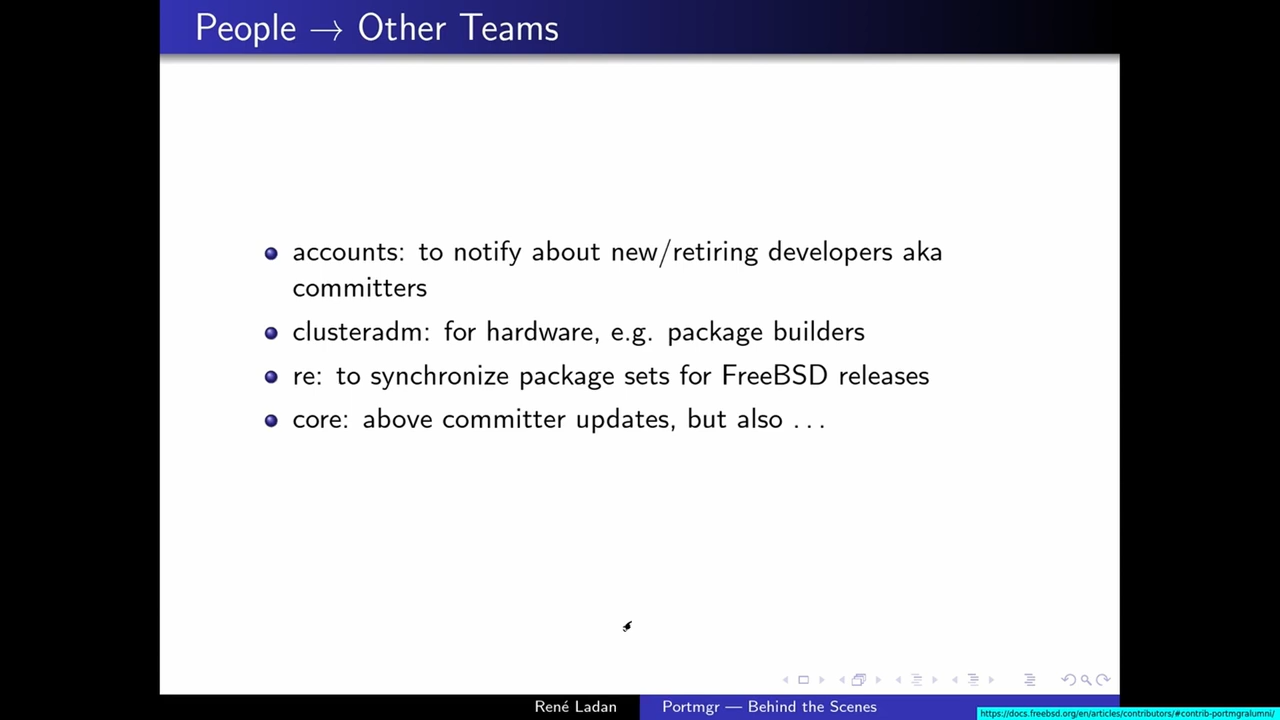 People → Other Teams
accounts: to notify about new/retiring developers aka
committers
clusteradm: for hardware, e.g. package builders
re: to synchronize package sets for FreeBSD releases
core: above committer updates, but also . . .
René Ladan
Portmgr — Behind the Scenes
https://docs.freebsd.org/en/articles/contributors/#contrib-portmgralumni/